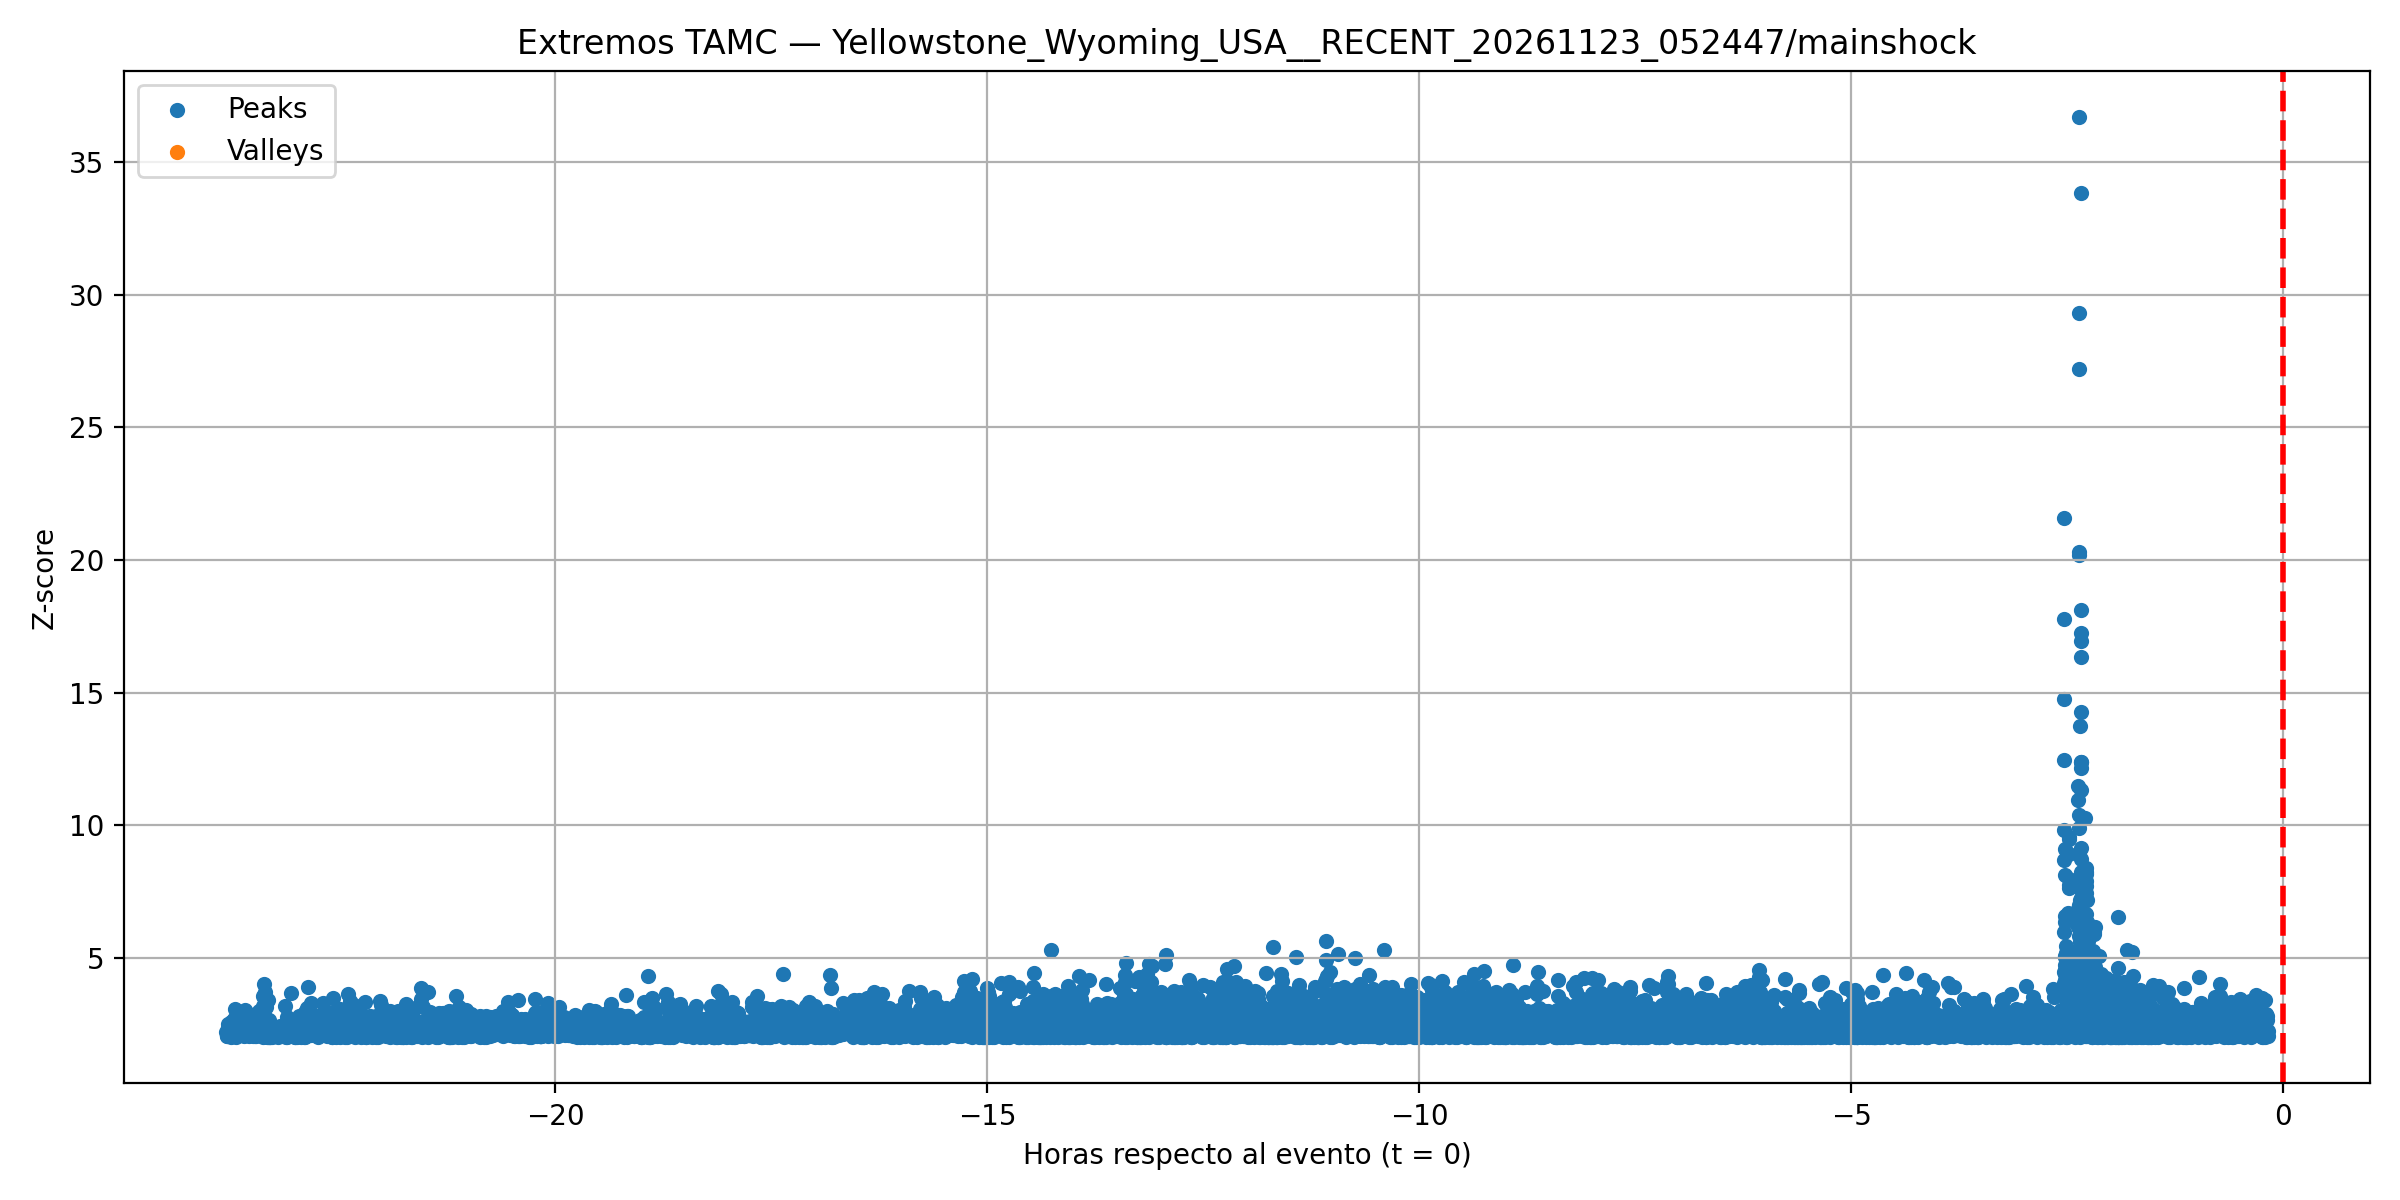 Extremos TAMC — Yellowstone_Wyoming_USA__RECENT_20261123_052447/mainshock
Peaks
Valleys
35
30
25
20
15
10
5
Z-score
−20
−15
−10
−5
0
Horas respecto al evento (t = 0)